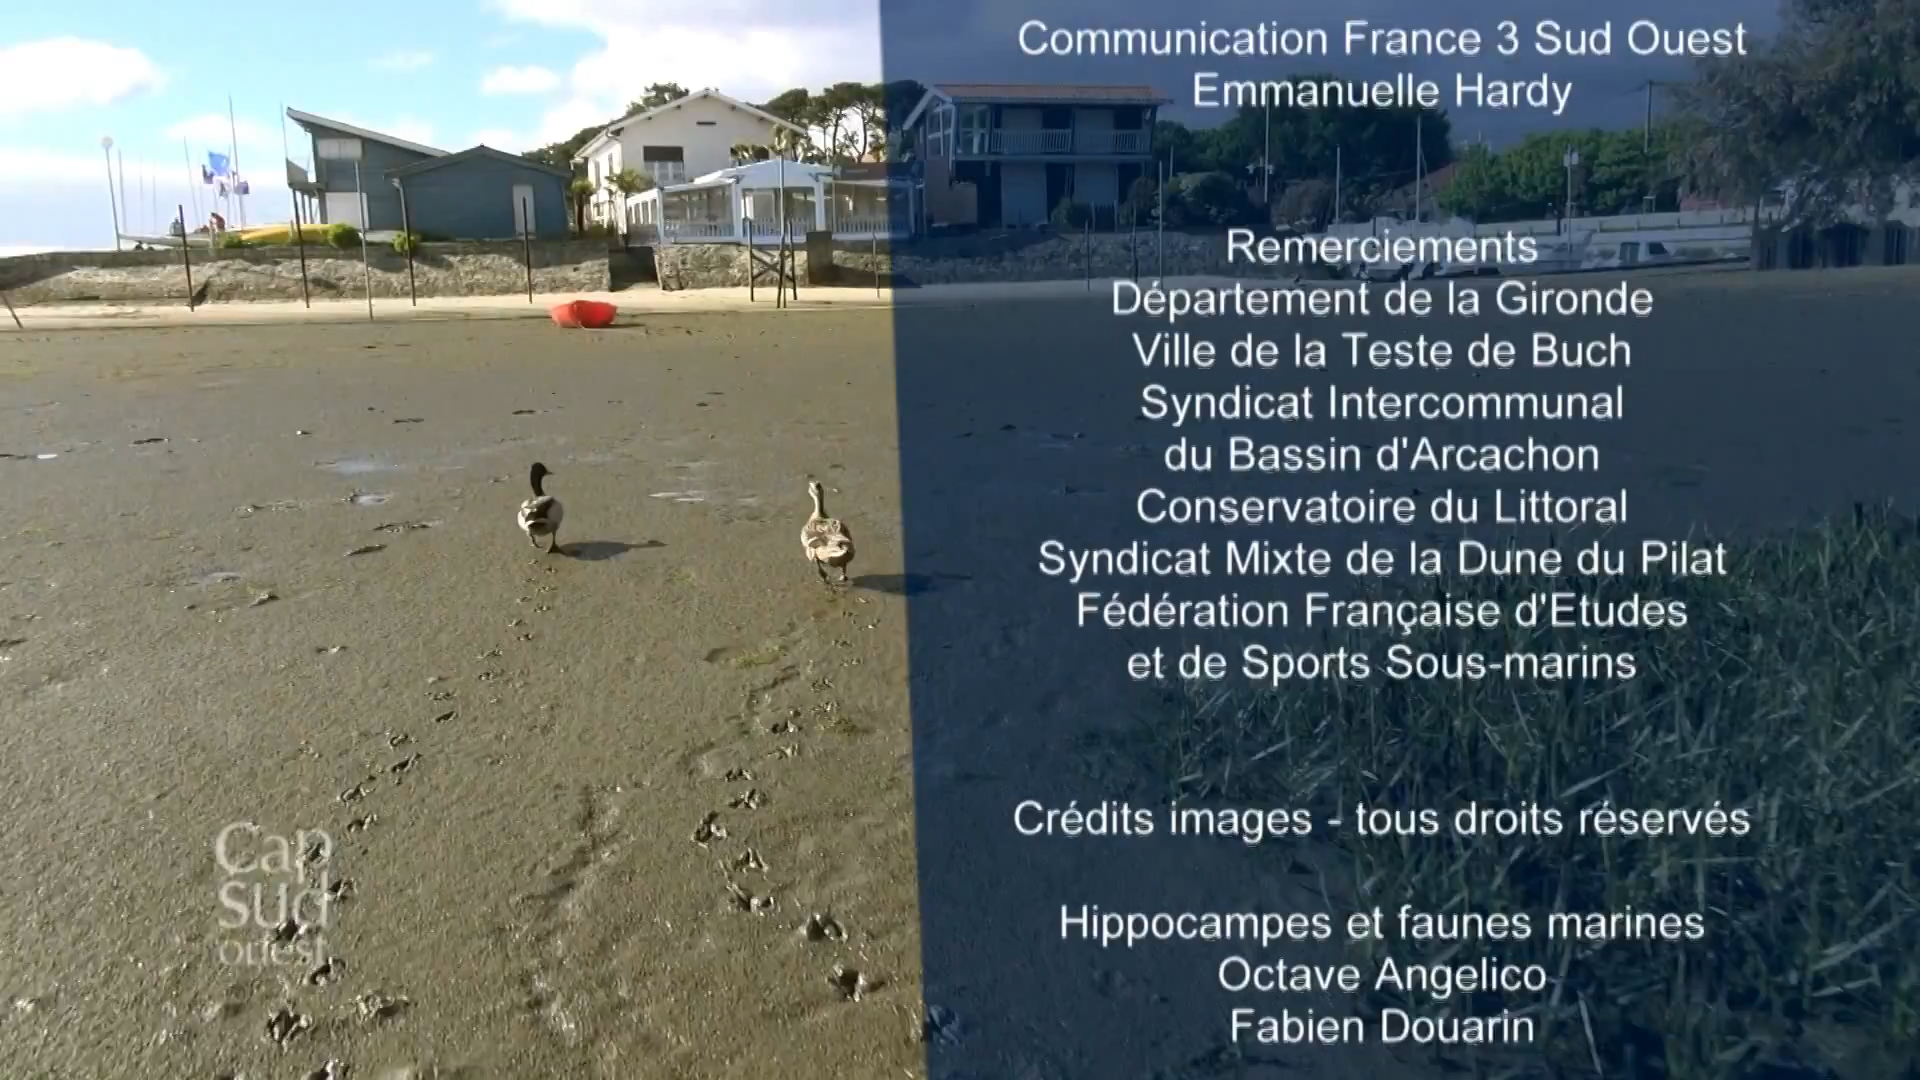 Communication France 3 Sud Ouest
Emmanuelle Hardy
Remerciements
Département de la Gironde
Ville de la Teste de Buch
Syndicat Intercommunal
du Bassin d'Arcachon
Conservatoire du Littoral
Syndicat Mixte de la Dune du Pilat
Fédération Française d'Etudes
et de Sports Sous-marins
Crédits images - tous droits réservés
Hippocampes et faunes marines
Octave Angelico
Fabien Douarin
Cap
Sud
ouest